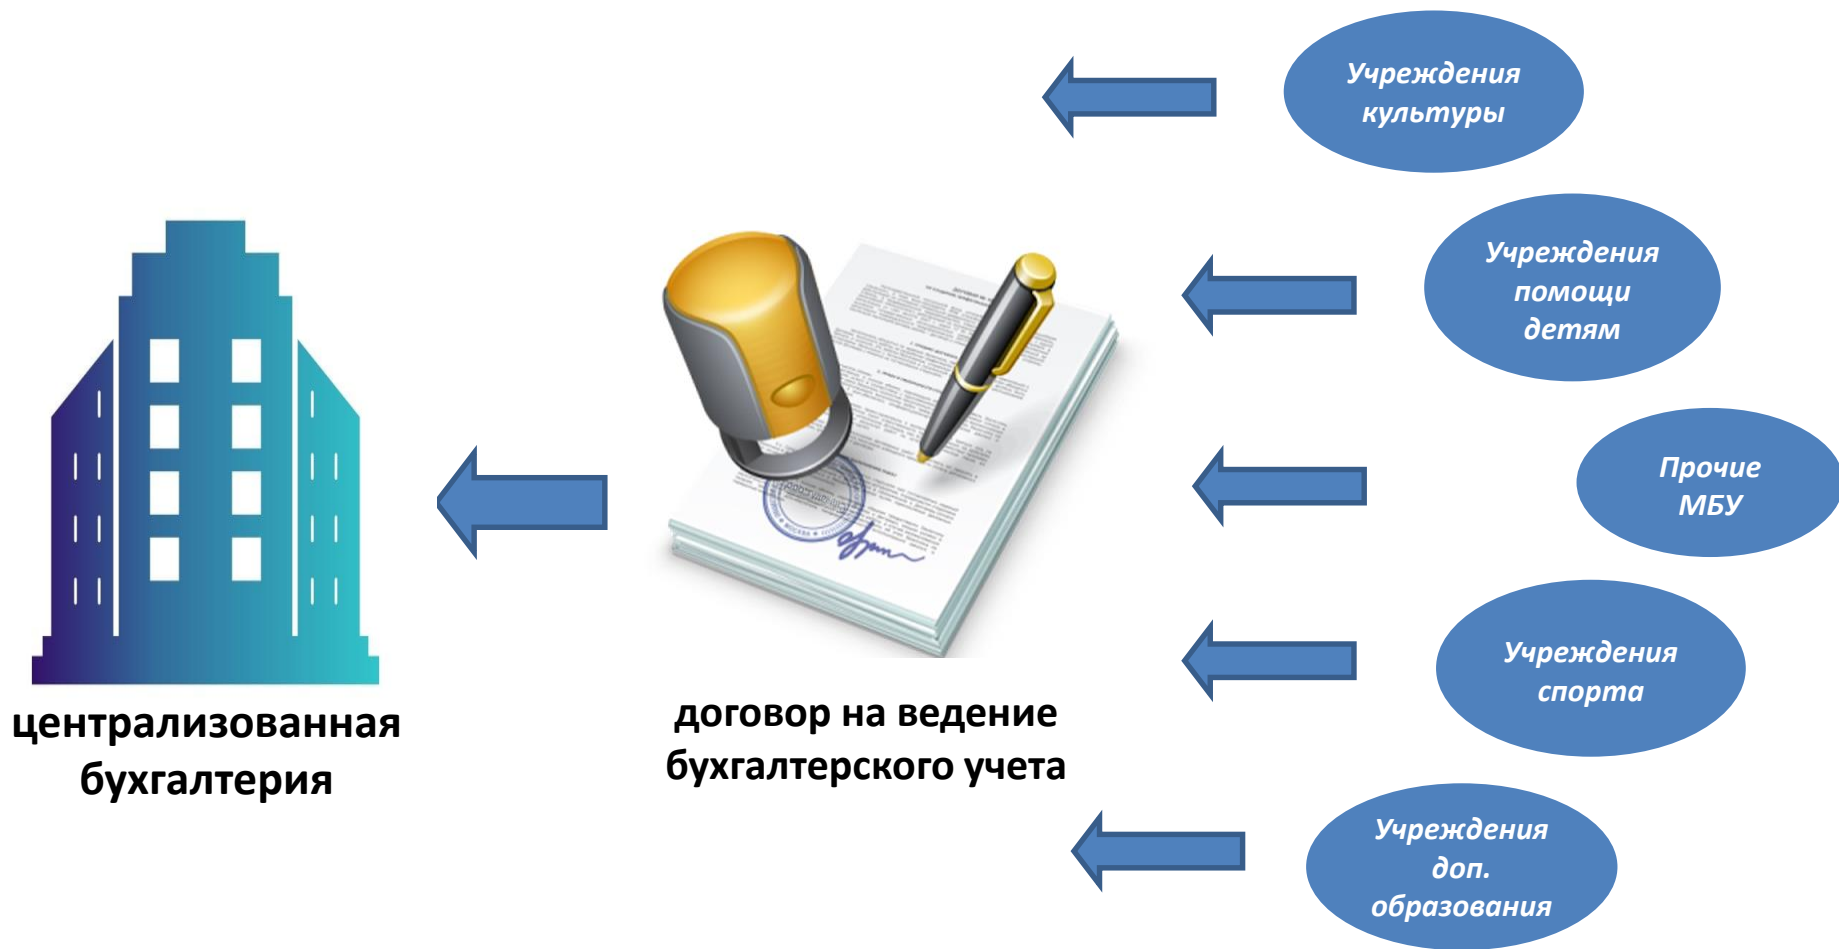 Учреждения
культуры
Учреждения
помощи
детям
Прочие
МБУ
Учреждения
спорта
Учреждения
доп.
образования
централизованная
бухгалтерия
договор на ведение
бухгалтерского учета